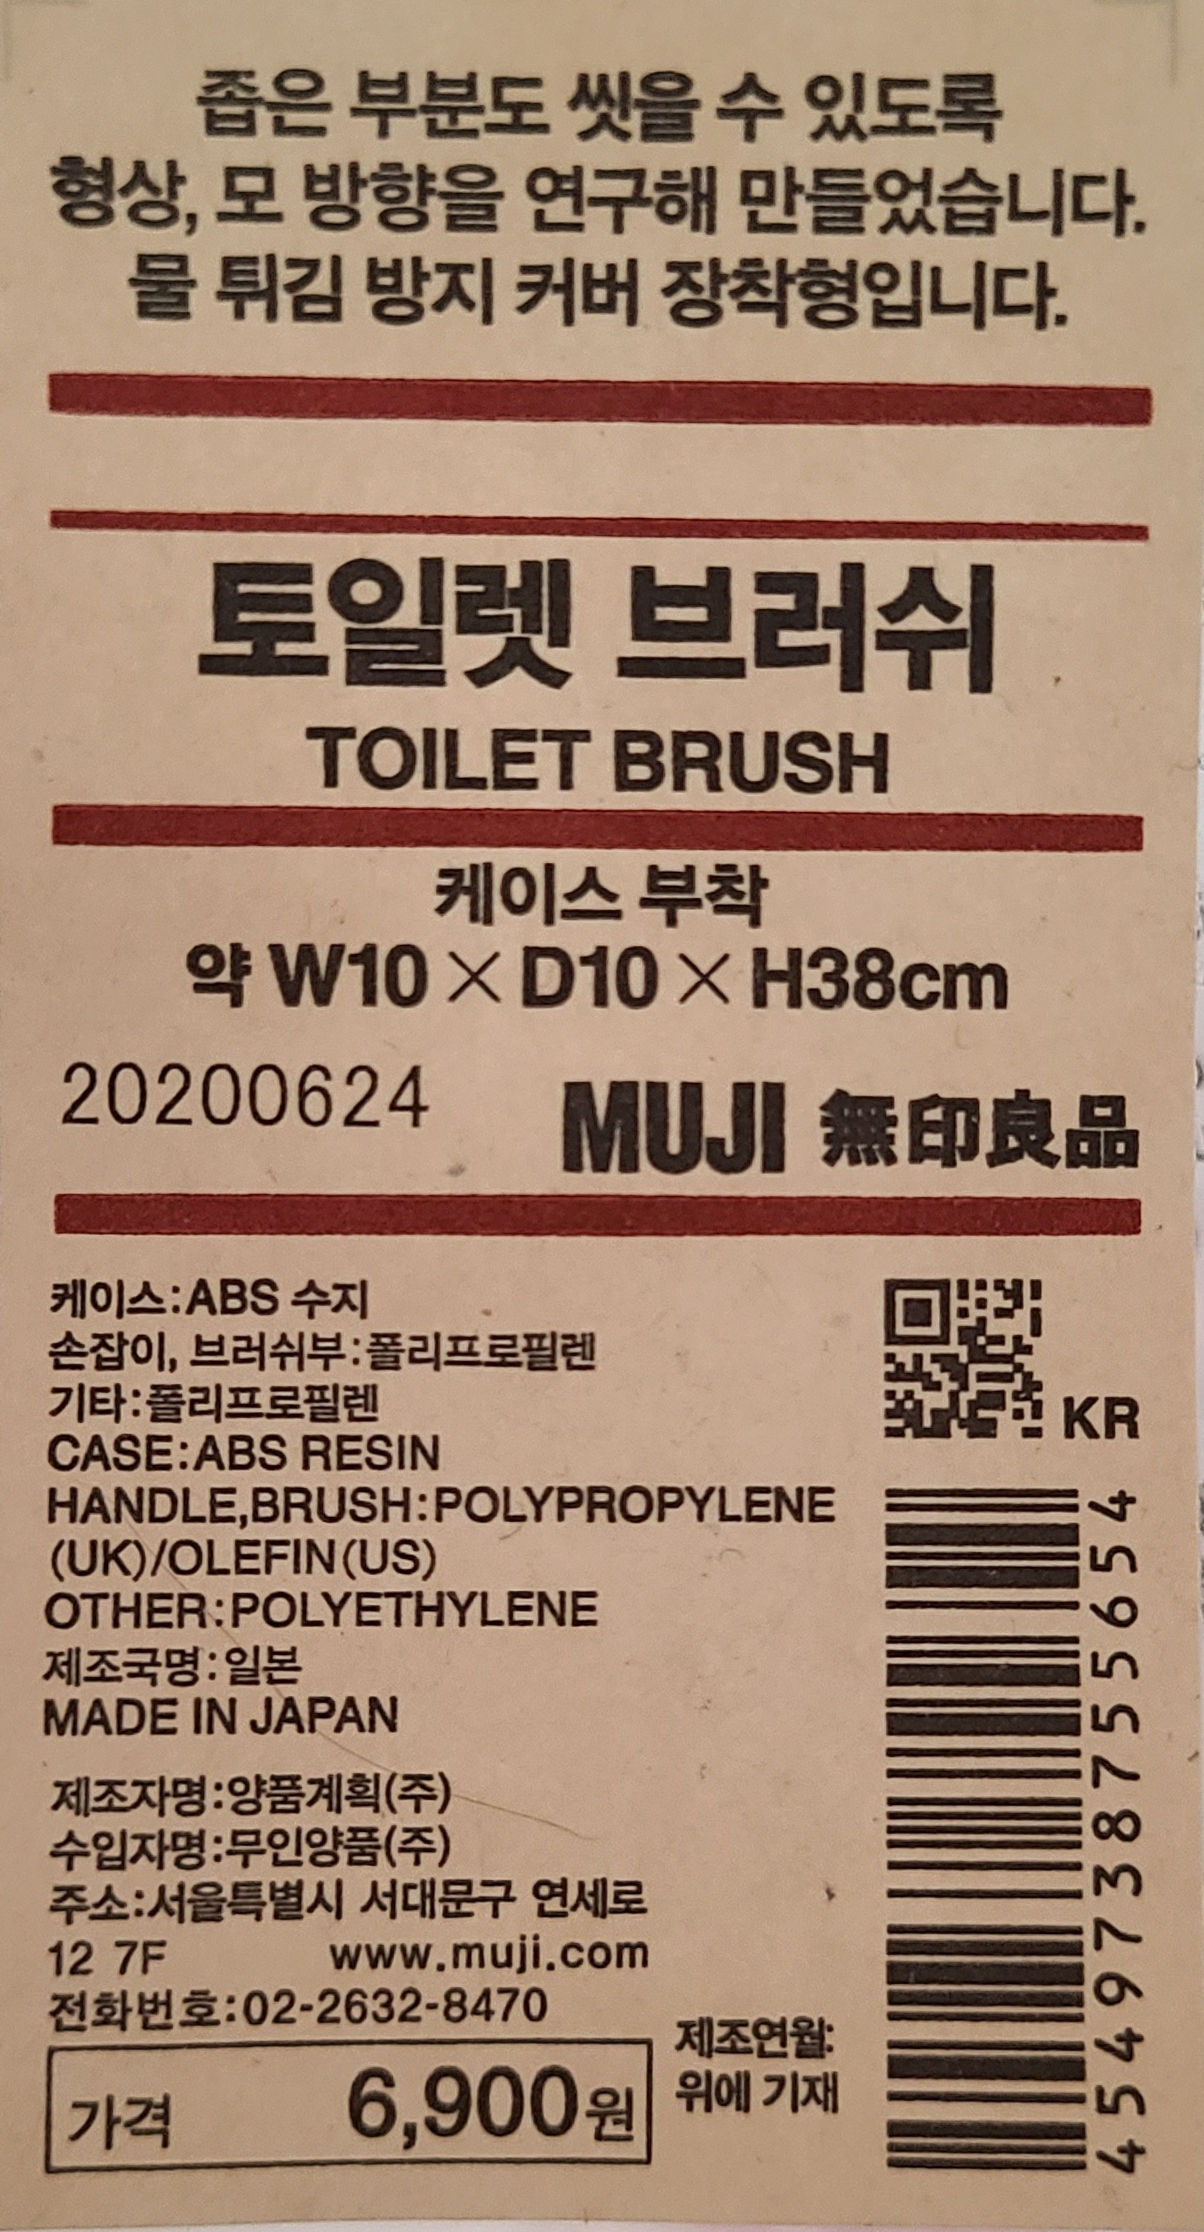 좁은 부분도 씻을 수 있도록
형상, 모 방향을 연구해 만들었습니다.
물 튀김 방지 커버 장착형입니다.
토일렛 브러쉬
TOILET BRUSH
케이스 부착
약 W10×D10×H38cm
20200624
MUJI 無印良品
케이스:ABS 수지
손잡이, 브러쉬부:폴리프로필렌
기타:폴리프로필렌
CASE:ABS RESIN
HANDLE,BRUSH:POLYPROPYLENE
(UK)/OLEFIN(US)
OTHER:POLYETHYLENE
제조국명:일본
MADE IN JAPAN
제조자명:양품계획(주)
수입자명:무인양품(주)
주소:서울특별시 서대문구 연세로
12 7F www.muji.com
전화번호:02-2632-8470
가격 6,900원
제조연월:
위에 기재
KR
4549738755654